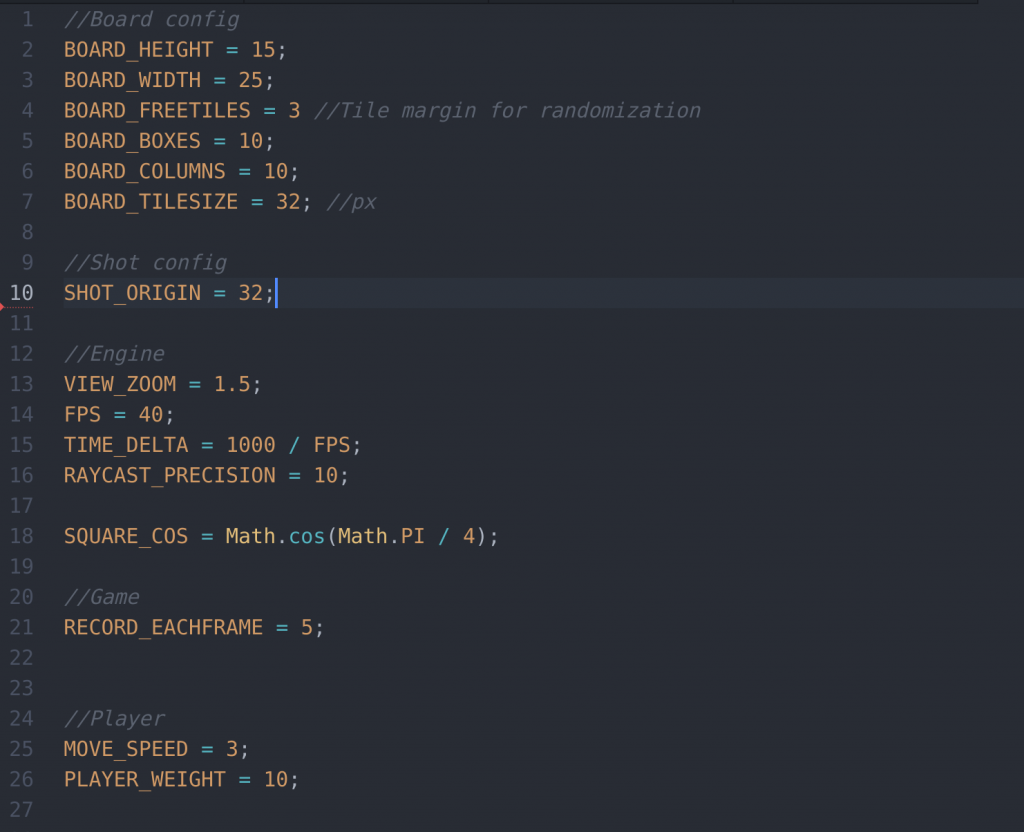 1 //Board config
2 BOARD_HEIGHT = 15;
3 BOARD_WIDTH = 25;
4 BOARD_FREETILES = 3 //Tile margin for randomization
5 BOARD_BOXES = 10;
6 BOARD_COLUMNS = 10;
7 BOARD_TILESIZE = 32; //px
8
9 //Shot config
10 SHOT_ORIGIN = 32;
11
12 //Engine
13 VIEW_ZOOM = 1.5;
14 FPS = 40;
15 TIME_DELTA = 1000 / FPS;
16 RAYCAST_PRECISION = 10;
17
18 SQUARE_COS = Math.cos(Math.PI / 4);
19
20 //Game
21 RECORD_EACHFRAME = 5;
22
23
24 //Player
25 MOVE_SPEED = 3;
26 PLAYER_WEIGHT = 10;
27